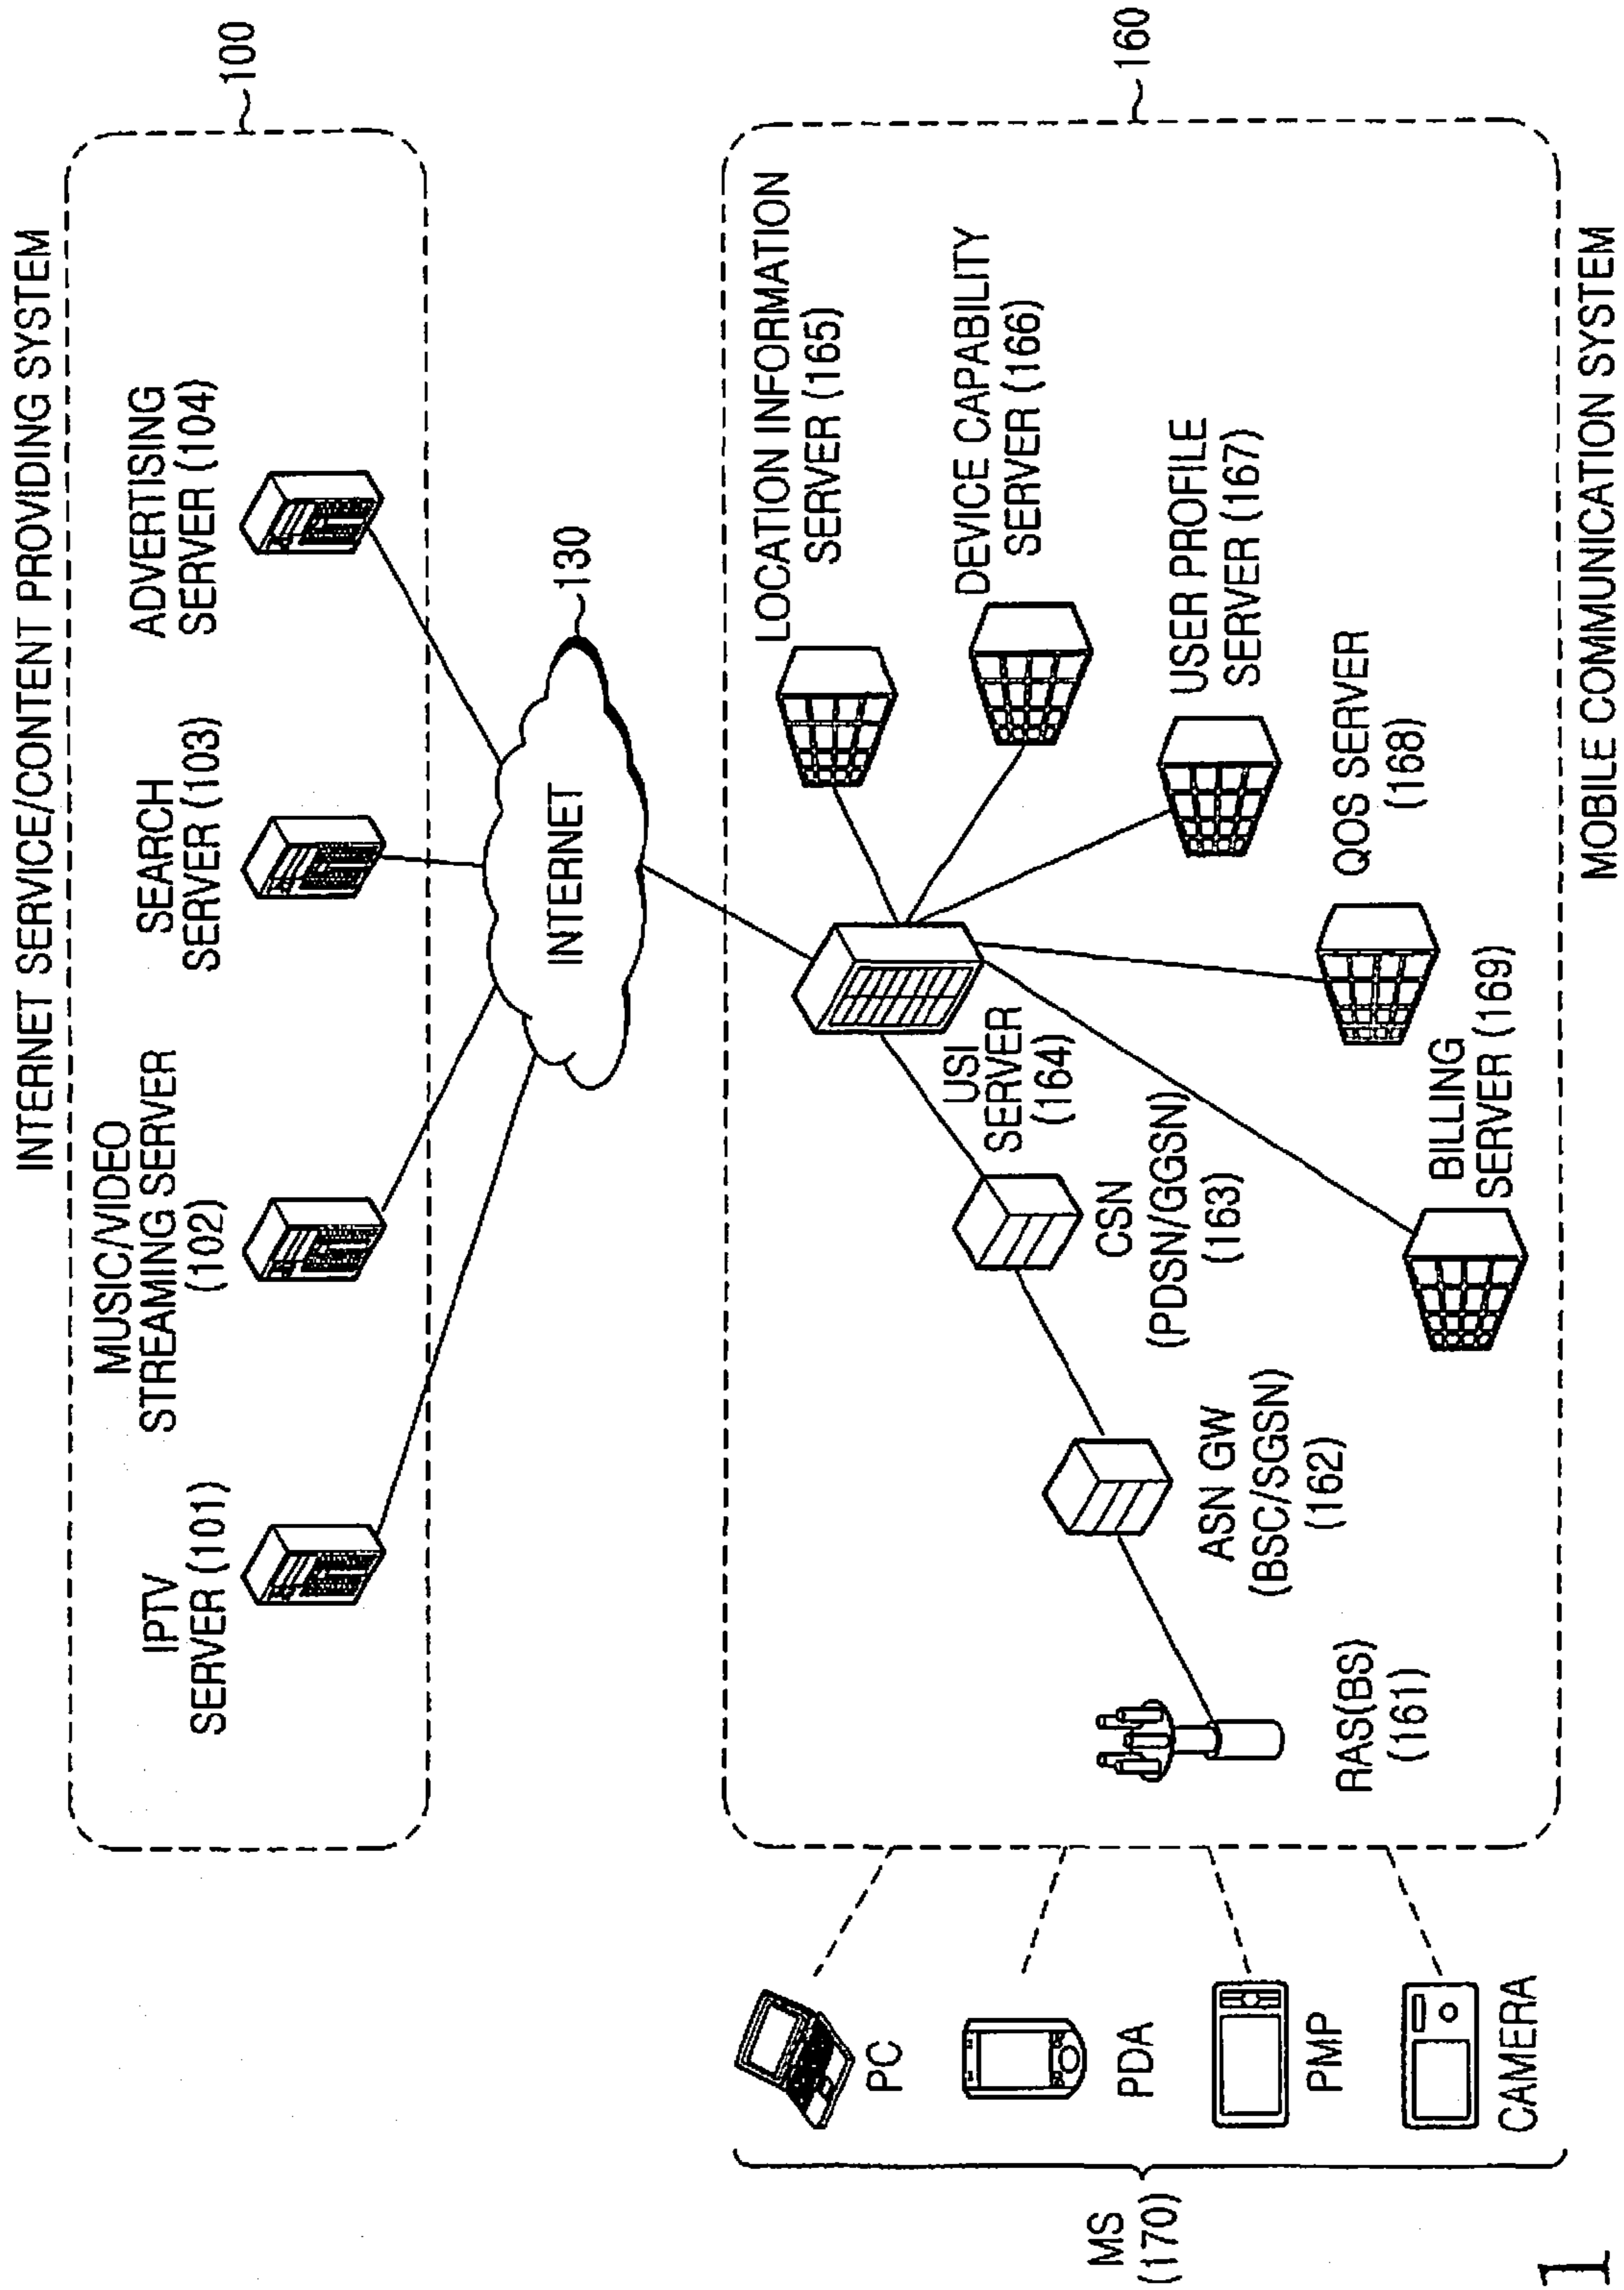 INTERNET SERVICE/CONTENT PROVIDING SYSTEM
100
IPTV
SERVER (101)
MUSIC/VIDEO
STREAMING SERVER
(102)
SEARCH
SERVER (103)
ADVERTISING
SERVER (104)
INTERNET
130
160
LOCATION INFORMATION
SERVER (165)
DEVICE CAPABILITY
SERVER (166)
USER PROFILE
SERVER (167)
QOS SERVER
(168)
BILLING
SERVER (169)
USI
SERVER
(164)
CSN
(PDSN/GGSN)
(163)
ASN GW
(BSC/SGSN)
(162)
RAS(BS)
(161)
MOBILE COMMUNICATION SYSTEM
MS
(170)
PC
PDA
PMP
CAMERA
1